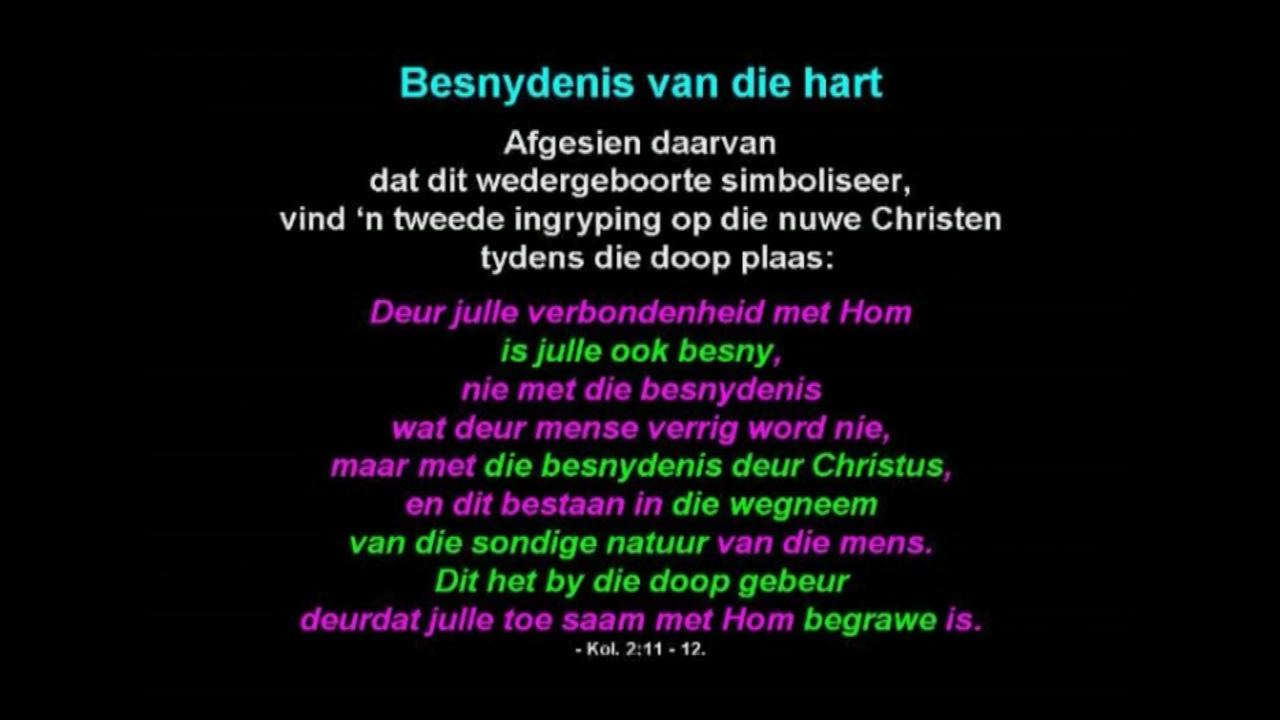 Besnydenis van die hart
Afgesien daarvan
dat dit wedergeboorte simboliseer,
vind ‘n tweede ingryping op die nuwe Christen
tydens die doop plaas:
Deur julle verbondenheid met Hom
is julle ook besny,
nie met die besnydenis
wat deur mense verrig word nie,
maar met die besnydenis deur Christus,
en dit bestaan in die wegneem
van die sondige natuur van die mens.
Dit het by die doop gebeur
deurdat julle toe saam met Hom begrawe is.
- Kol. 2:11 - 12.